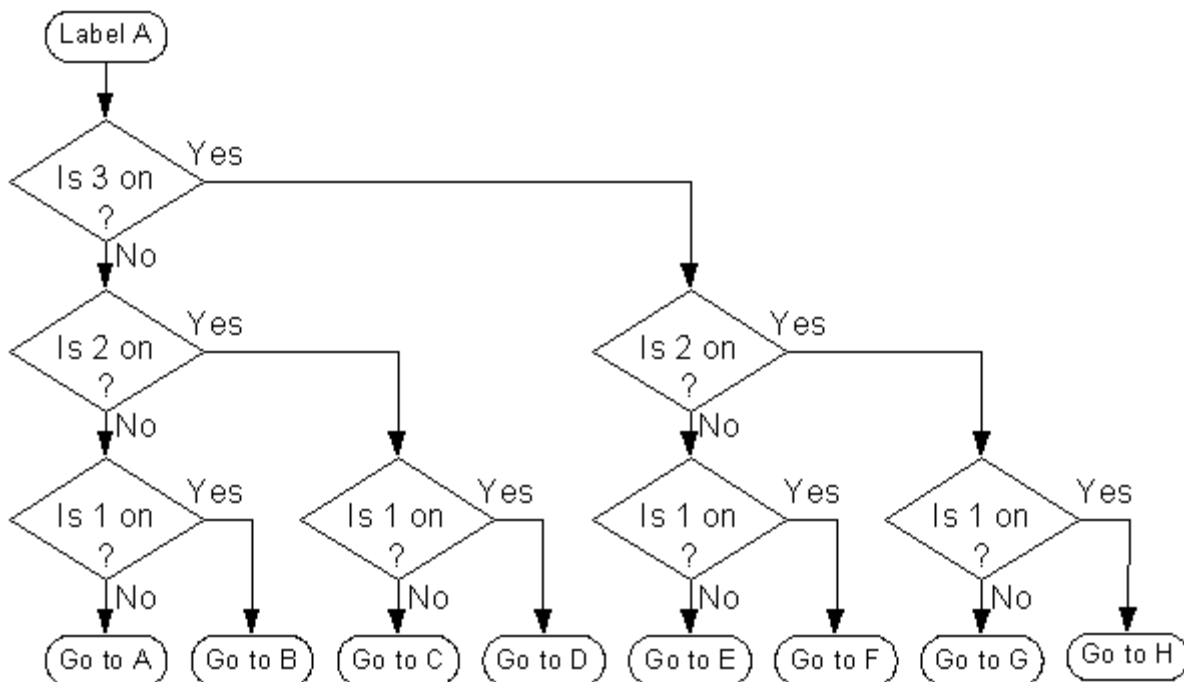 Label A
Yes
Is 3 on
?
No
Yes
Yes
Is 2 on
Is 2 on
?
?
No
No
Yes
Yes
Yes
Yes
Is 1 on
Is 1 on
Is 1 on
Is 1 on
?
?
?
?
No
No
No
No
Go to A
Go to B
Go to C
Go to D
Go to E
Go to F
Go to G
Go to H